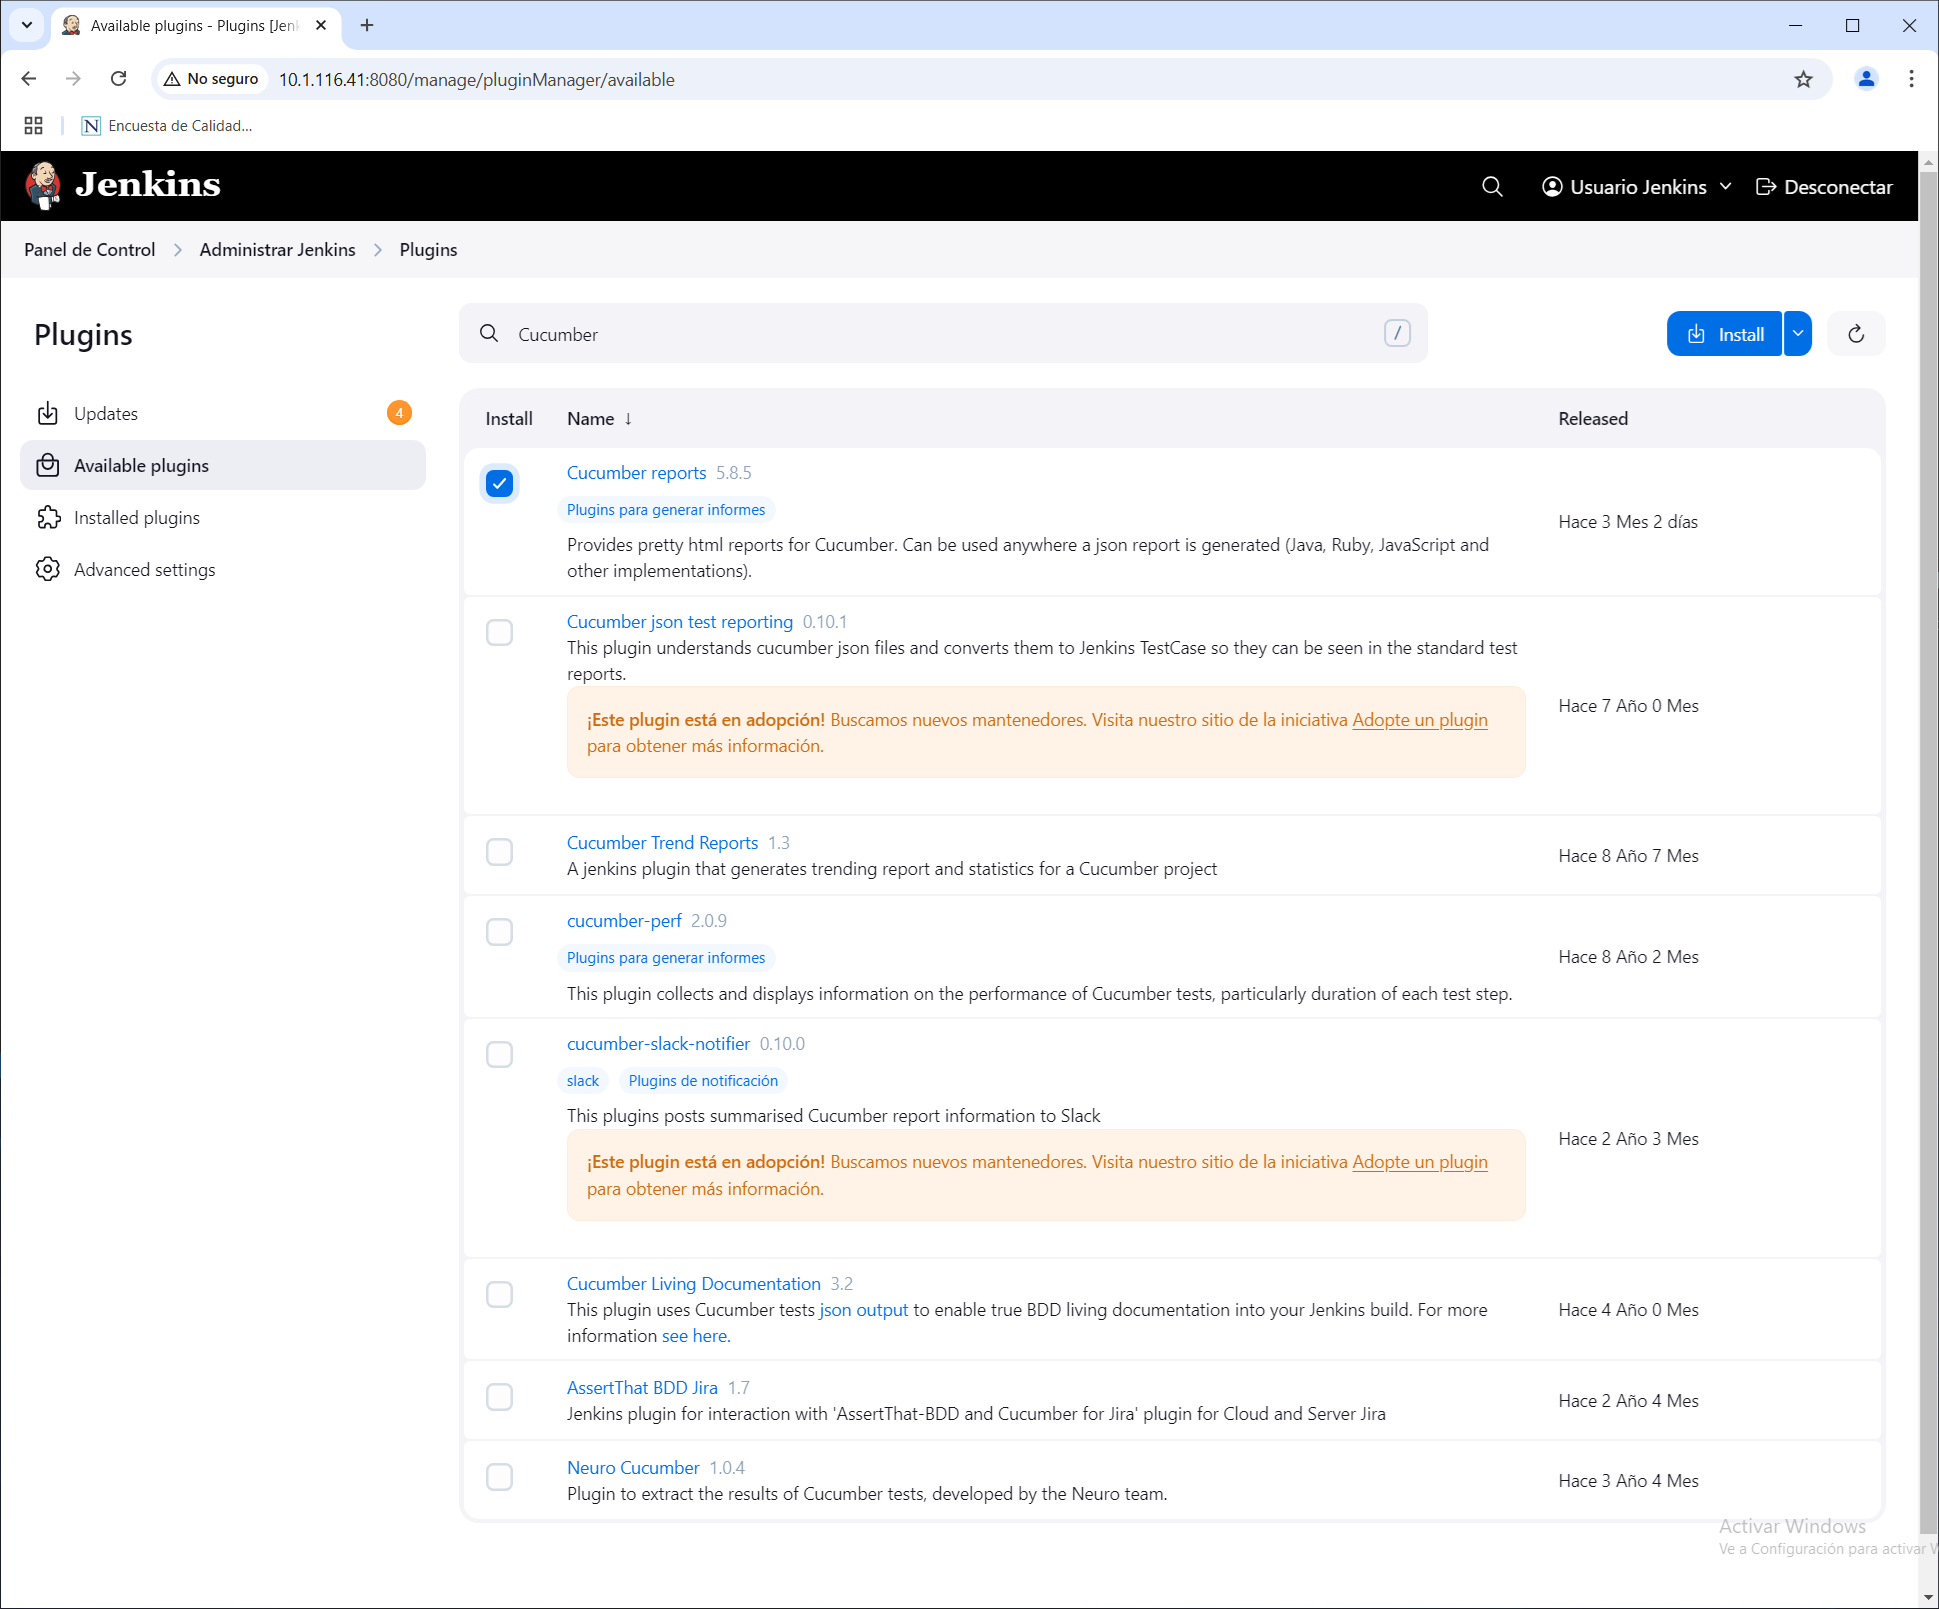 Available plugins - Plugins [Jenk
No seguro
10.1.116.41:8080/manage/pluginManager/available
Encuesta de Calidad...
Jenkins
Usuario Jenkins
Desconectar
Panel de Control
Administrar Jenkins
Plugins
Plugins
Updates
4
Available plugins
Installed plugins
Advanced settings
Cucumber
/
Install
Install
Name ↓
Released
Cucumber reports 5.8.5
Plugins para generar informes
Provides pretty html reports for Cucumber. Can be used anywhere a json report is generated (Java, Ruby, JavaScript and
other implementations).
Hace 3 Mes 2 días
Cucumber json test reporting 0.10.1
This plugin understands cucumber json files and converts them to Jenkins TestCase so they can be seen in the standard test
reports.
¡Este plugin está en adopción! Buscamos nuevos mantenedores. Visita nuestro sitio de la iniciativa Adopte un plugin
para obtener más información.
Hace 7 Año 0 Mes
Cucumber Trend Reports 1.3
A jenkins plugin that generates trending report and statistics for a Cucumber project
Hace 8 Año 7 Mes
cucumber-perf 2.0.9
Plugins para generar informes
This plugin collects and displays information on the performance of Cucumber tests, particularly duration of each test step.
Hace 8 Año 2 Mes
cucumber-slack-notifier 0.10.0
slack
Plugins de notificación
This plugins posts summarised Cucumber report information to Slack
¡Este plugin está en adopción! Buscamos nuevos mantenedores. Visita nuestro sitio de la iniciativa Adopte un plugin
para obtener más información.
Hace 2 Año 3 Mes
Cucumber Living Documentation 3.2
This plugin uses Cucumber tests json output to enable true BDD living documentation into your Jenkins build. For more
information see here.
Hace 4 Año 0 Mes
AssertThat BDD Jira 1.7
Jenkins plugin for interaction with 'AssertThat-BDD and Cucumber for Jira' plugin for Cloud and Server Jira
Hace 2 Año 4 Mes
Neuro Cucumber 1.0.4
Plugin to extract the results of Cucumber tests, developed by the Neuro team.
Hace 3 Año 4 Mes
Activar Windows
Ve a Configuración para activar W